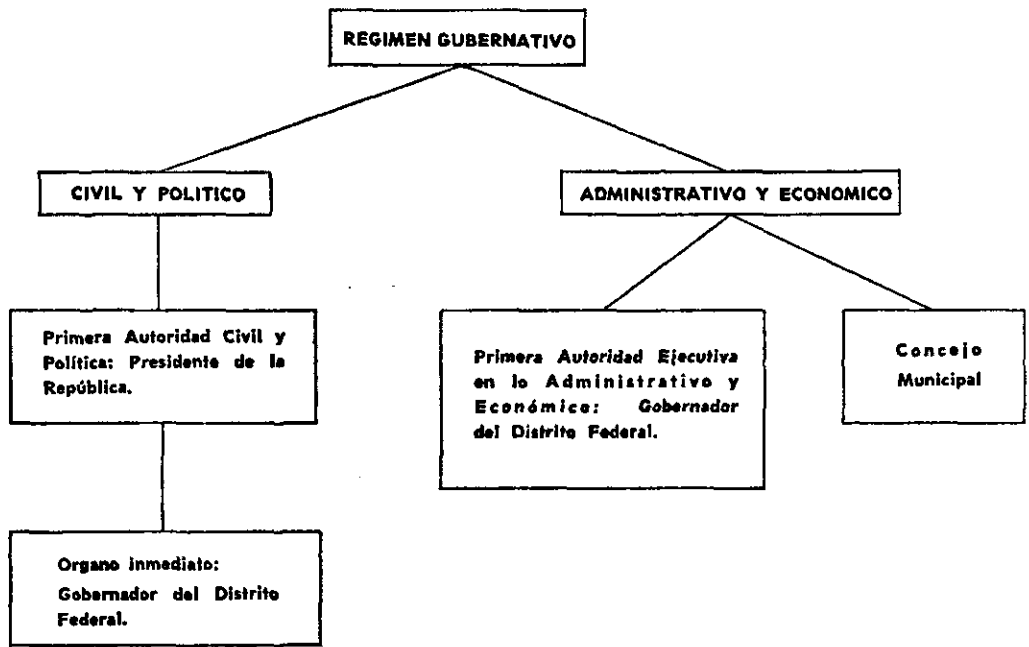 REGIMEN GUBERNATIVO
CIVIL Y POLITICO
ADMINISTRATIVO Y ECONOMICO
Primera Autoridad Civil y
Política: Presidente de la
República.
Primera Autoridad Ejecutiva
en lo Administrativo y
Económico: Gobernador
del Distrito Federal.
Concejo
Municipal
Organo inmediato:
Gobernador del Distrito
Federal.